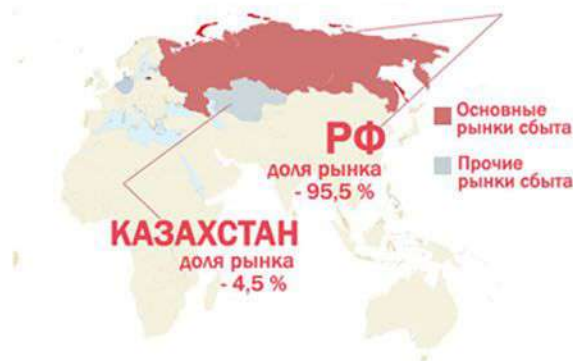 РФ
доля рынка
- 95,5 %
КАЗАХСТАН
доля рынка
- 4,5 %
Основные
рынки сбыта
Прочие
рынки сбыта